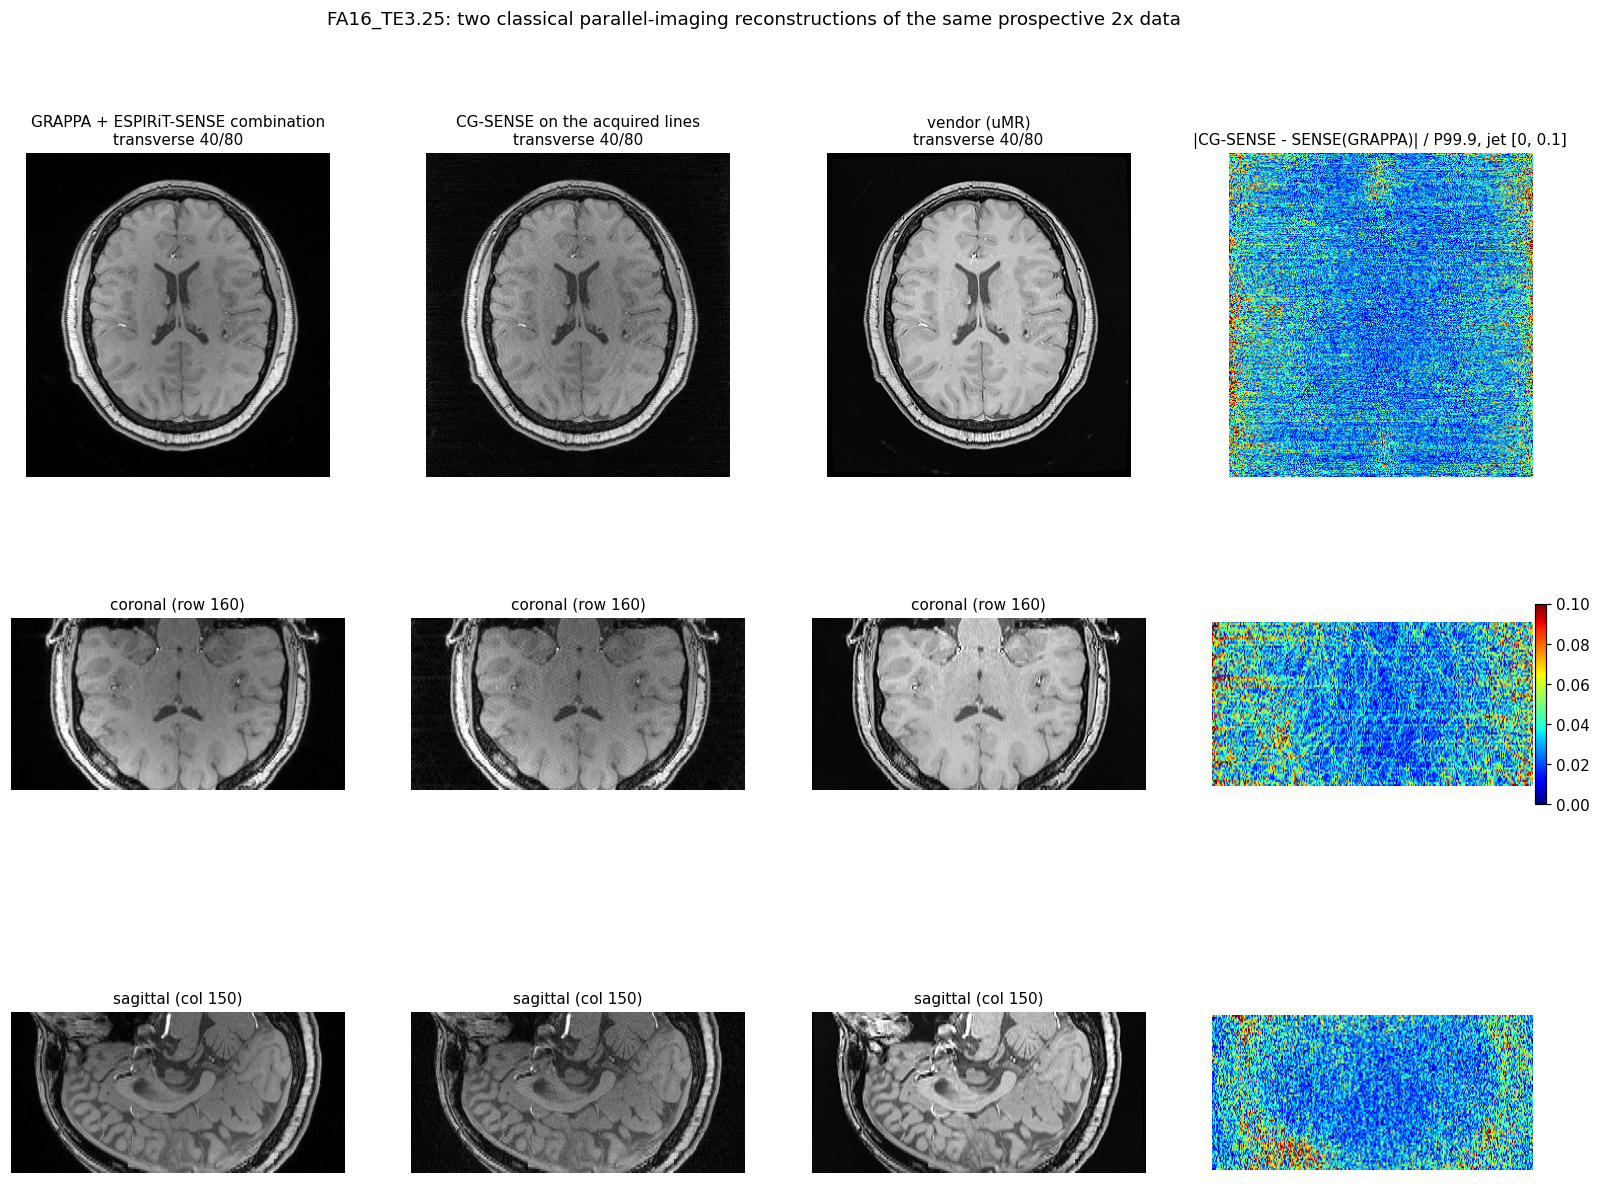 FA16_TE3.25: two classical parallel-imaging reconstructions of the same prospective 2x data
GRAPPA + ESPIRiT-SENSE combination
transverse 40/80
CG-SENSE on the acquired lines
transverse 40/80
vendor (uMR)
transverse 40/80
|CG-SENSE - SENSE(GRAPPA)| / P99.9, jet [0, 0.1]
coronal (row 160)
coronal (row 160)
coronal (row 160)
0.10
0.08
0.06
0.04
0.02
0.00
sagittal (col 150)
sagittal (col 150)
sagittal (col 150)